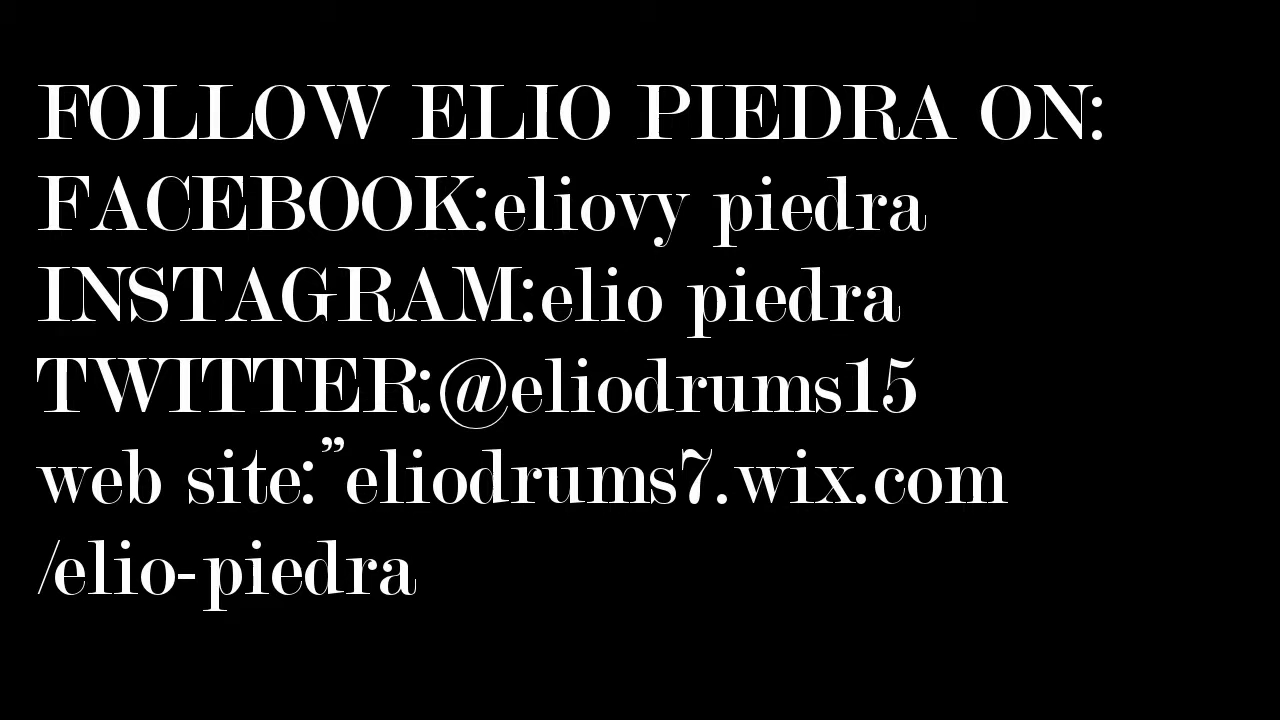 FOLLOW ELIO PIEDRA ON:
FACEBOOK:eliovy piedra
INSTAGRAM:elio piedra
TWITTER:@eliodrums15
web site:”eliodrums7.wix.com
/elio-piedra